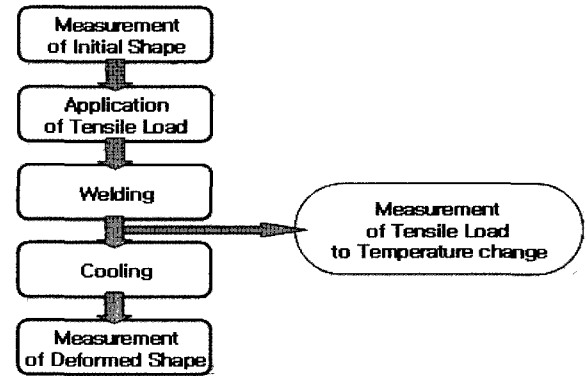 Measurement
of Initial Shape
Application
of Tensile Load
Welding
Measurement
of Tensile Load
to Temperature change
Cooling
Measurement
of Deformed Shape